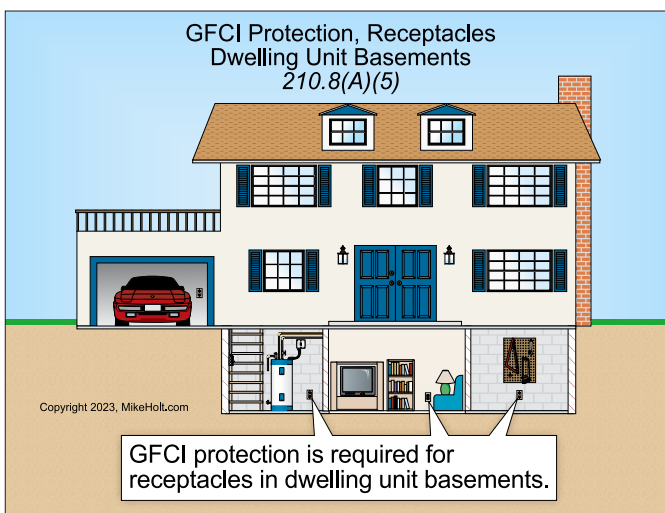 GFCI Protection, Receptacles
Dwelling Unit Basements
210.8(A)(5)
Copyright 2023, MikeHolt.com
GFCI protection is required for
receptacles in dwelling unit basements.